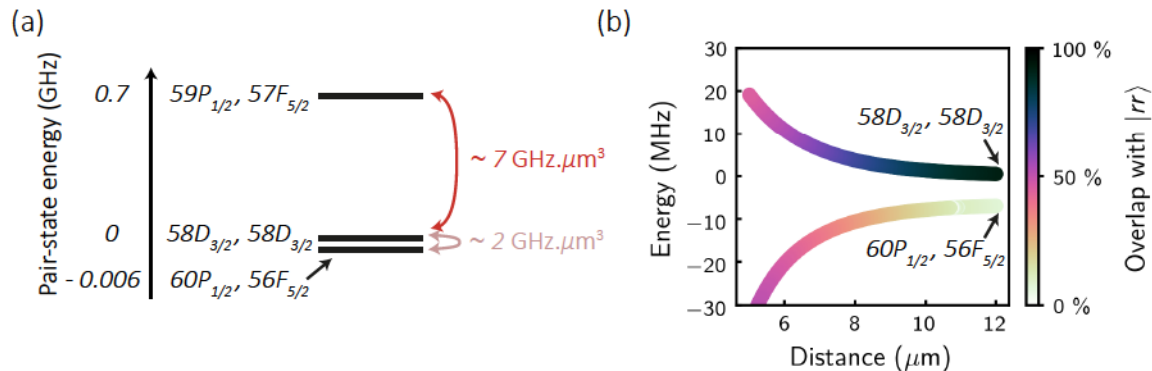 (a)
Pair-state energy (GHz)
0.7
59P1/2, 57F5/2
~ 7 GHz.μm³
0
58D3/2, 58D3/2
~ 2 GHz.μm³
- 0.006
60P1/2, 56F5/2
(b)
Energy (MHz)
30
20
10
0
−10
−20
−30
58D3/2, 58D3/2
60P1/2, 56F5/2
6
8
10
12
Distance (μm)
100 %
50 %
0 %
Overlap with |rr⟩